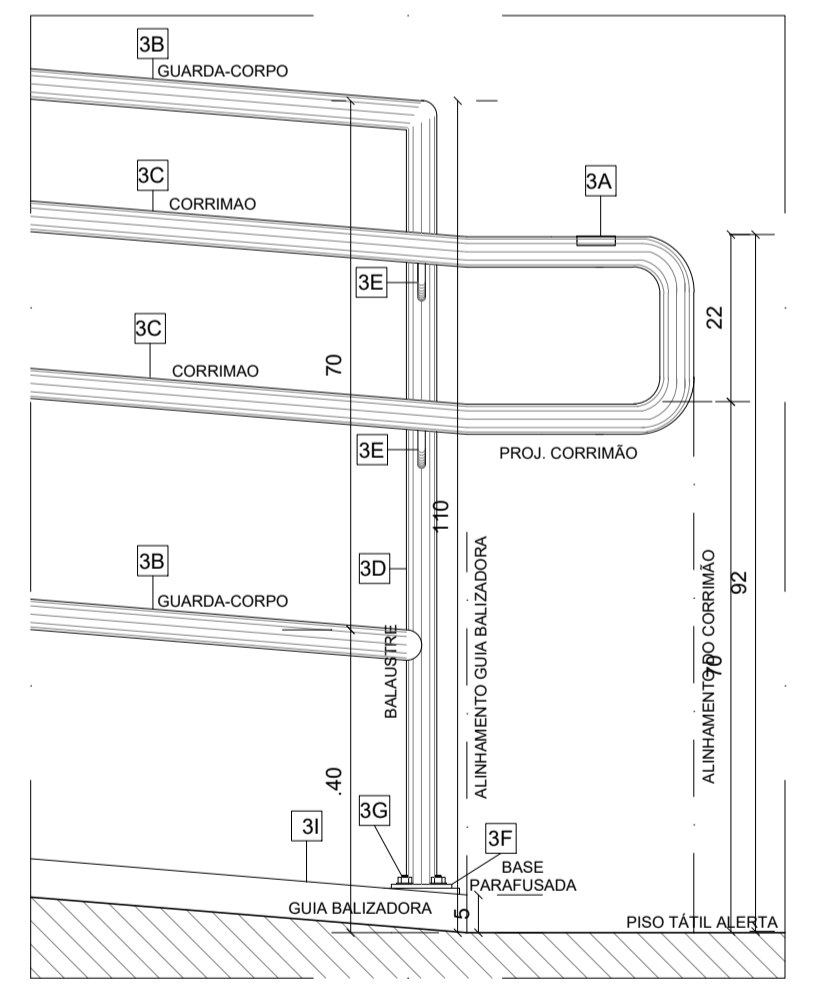 3B
GUARDA-CORPO
3C
CORRIMAO
3A
3E
22
3C
CORRIMAO
70
3E
PROJ. CORRIMÃO
110
3B
GUARDA-CORPO
3D
BALAUSTRE
ALINHAMENTO GUIA BALIZADORA
ALINHAMENTO DO CORRIMÃO
70
92
.40
3G
3I
3F
BASE
PARAFUSADA
GUIA BALIZADORA
5
PISO TÁTIL ALERTA